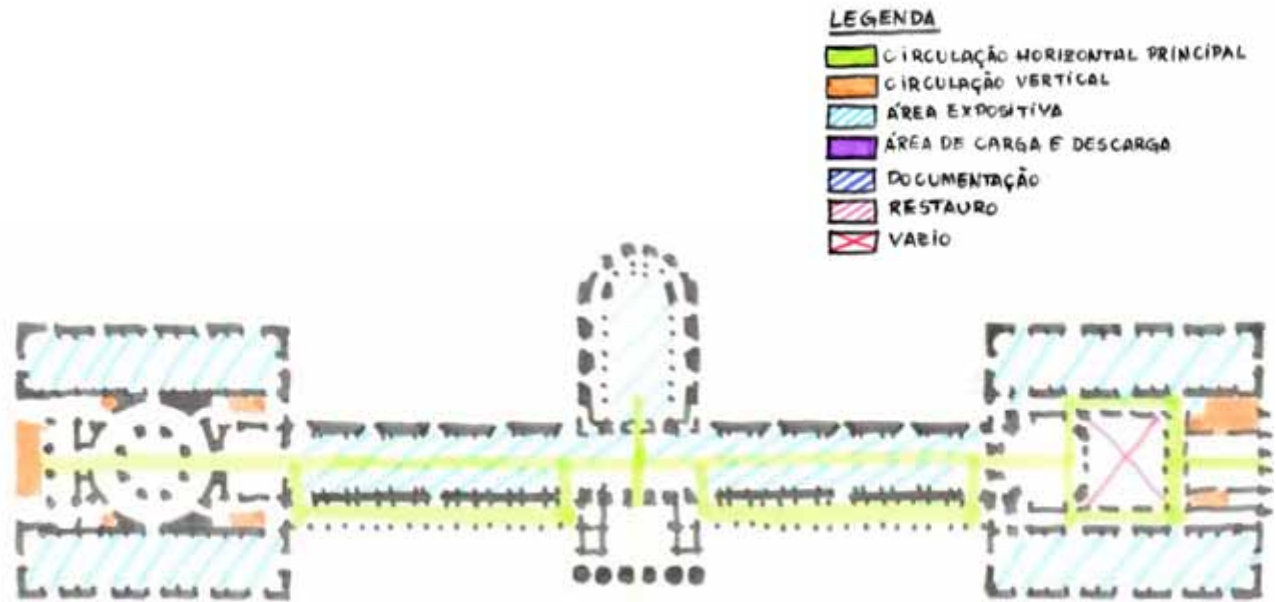 LEGENDA
CIRCULAÇÃO HORIZONTAL PRINCIPAL
CIRCULAÇÃO VERTICAL
ÁREA EXPOSITIVA
ÁREA DE CARGA E DESCARGA
DOCUMENTAÇÃO
RESTAURO
VAZIO